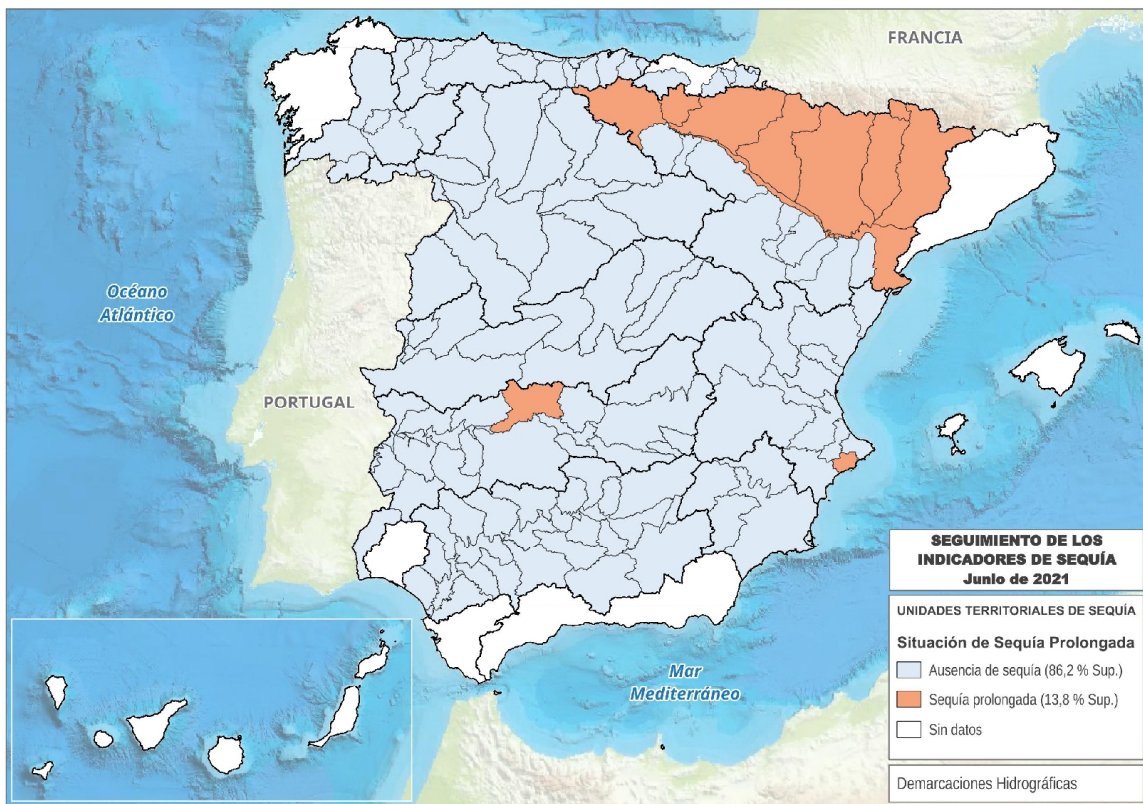 FRANCIA
Océano
Atlántico
PORTUGAL
Mar
Mediterráneo
SEGUIMIENTO DE LOS
INDICADORES DE SEQUÍA
Junio de 2021
UNIDADES TERRITORIALES DE SEQUÍA
Situación de Sequía Prolongada
Ausencia de sequía (86,2 % Sup.)
Sequía prolongada (13,8 % Sup.)
Sin datos
Demarcaciones Hidrográficas